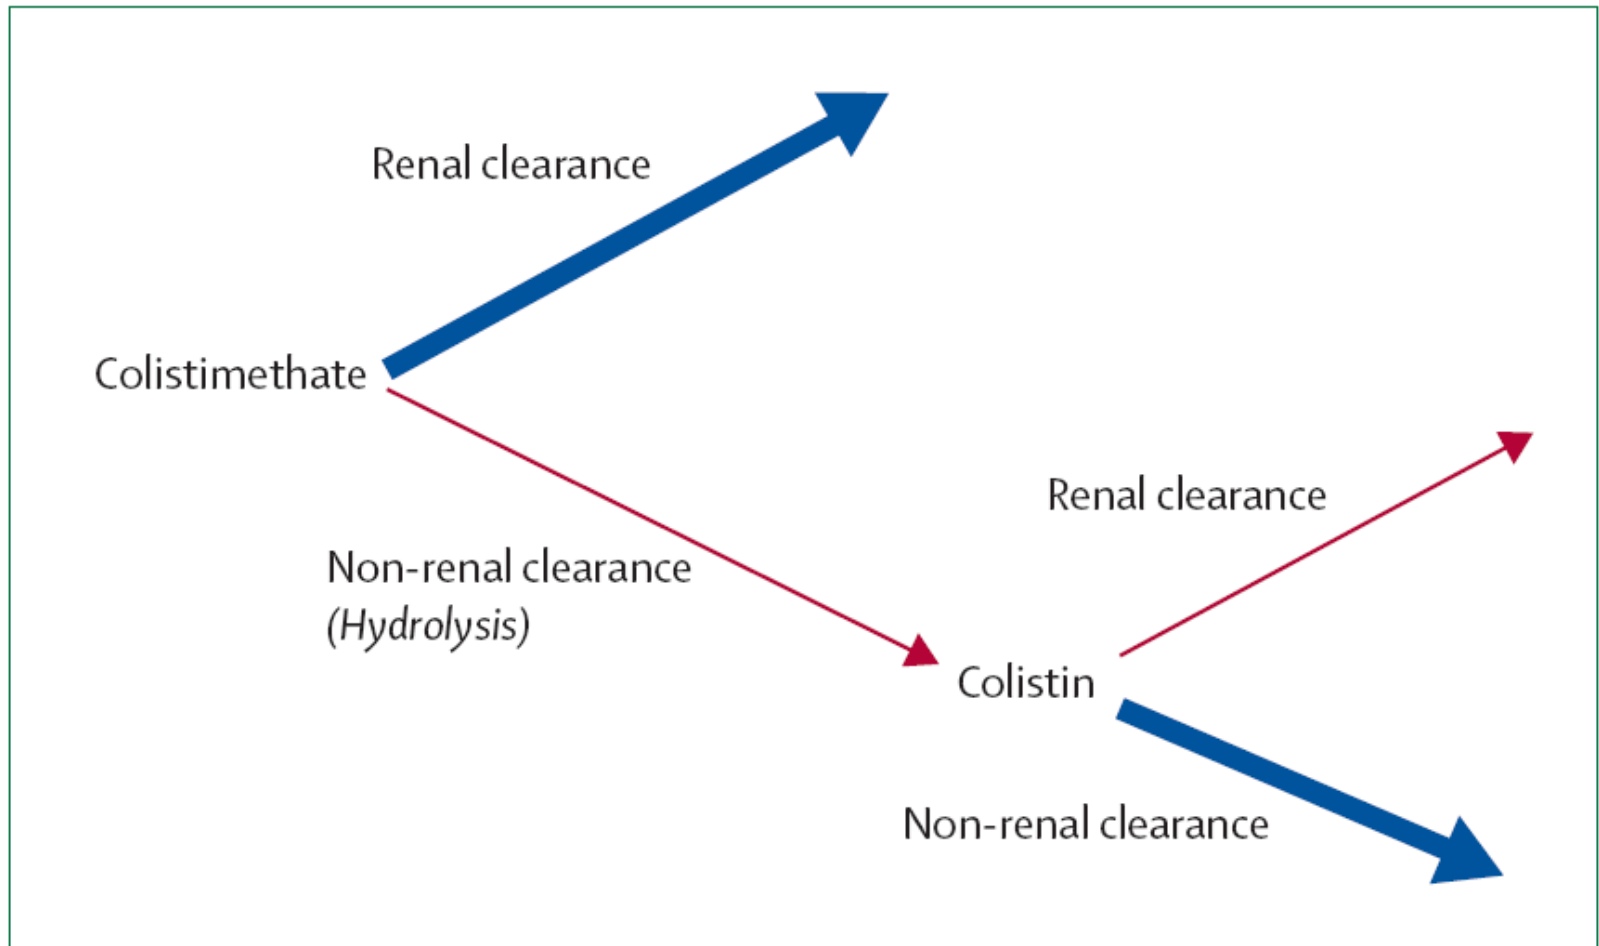 Renal clearance
Colistimethate
Renal clearance
Non-renal clearance
(Hydrolysis)
Colistin
Non-renal clearance